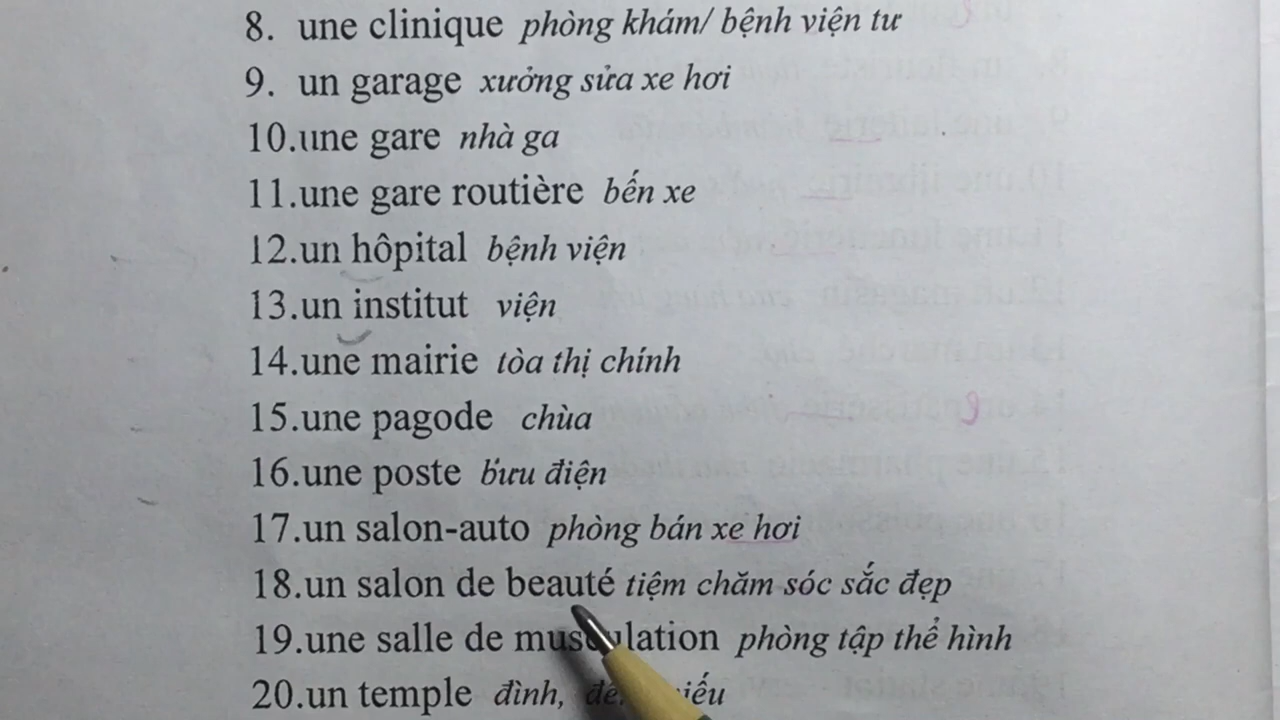 8. une clinique phòng khám/ bệnh viện tư
9. un garage xưởng sửa xe hơi
10.une gare nhà ga
11.une gare routière bến xe
12.un hôpital bệnh viện
13.un institut viện
14.une mairie tòa thị chính
15.une pagode chùa
16.une poste bưu điện
17.un salon-auto phòng bán xe hơi
18.un salon de beauté tiệm chăm sóc sắc đẹp
19.une salle de musculation phòng tập thể hình
20.un temple đình,